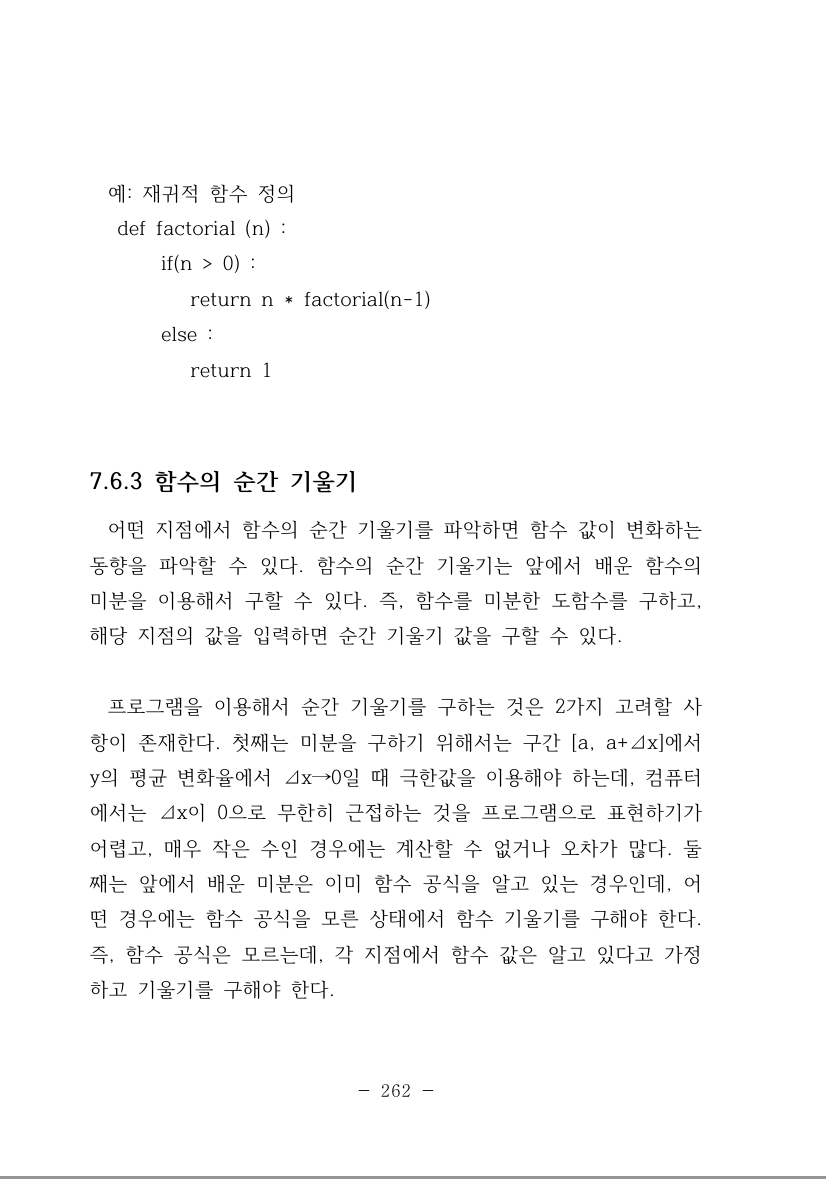 예: 재귀적 함수 정의
def factorial (n) :
if(n > 0) :
return n * factorial(n-1)
else :
return 1
7.6.3 함수의 순간 기울기
어떤 지점에서 함수의 순간 기울기를 파악하면 함수 값이 변화하는
동향을 파악할 수 있다. 함수의 순간 기울기는 앞에서 배운 함수의
미분을 이용해서 구할 수 있다. 즉, 함수를 미분한 도함수를 구하고,
해당 지점의 값을 입력하면 순간 기울기 값을 구할 수 있다.
프로그램을 이용해서 순간 기울기를 구하는 것은 2가지 고려할 사
항이 존재한다. 첫째는 미분을 구하기 위해서는 구간 [a, a+⊿x]에서
y의 평균 변화율에서 ⊿x→0일 때 극한값을 이용해야 하는데, 컴퓨터
에서는 ⊿x이 0으로 무한히 근접하는 것을 프로그램으로 표현하기가
어렵고, 매우 작은 수인 경우에는 계산할 수 없거나 오차가 많다. 둘
째는 앞에서 배운 미분은 이미 함수 공식을 알고 있는 경우인데, 어
떤 경우에는 함수 공식을 모른 상태에서 함수 기울기를 구해야 한다.
즉, 함수 공식은 모르는데, 각 지점에서 함수 값은 알고 있다고 가정
하고 기울기를 구해야 한다.
- 262 -